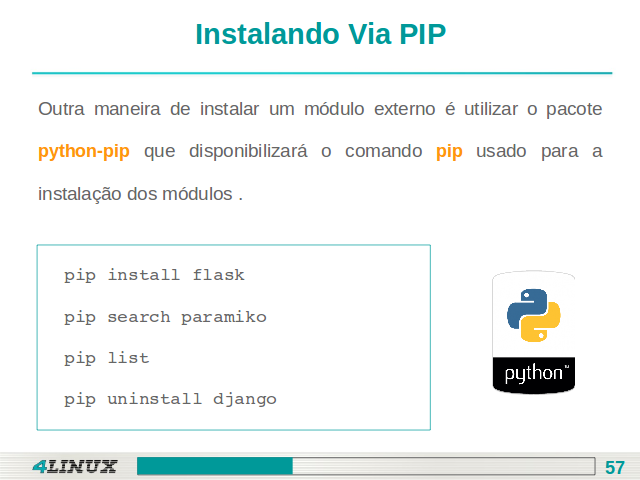 Instalando Via PIP
Outra maneira de instalar um módulo externo é utilizar o pacote
python-pip que disponibilizará o comando pip usado para a
instalação dos módulos .
pip install flask
pip search paramiko
pip list
pip uninstall django
python™
4LINUX
57